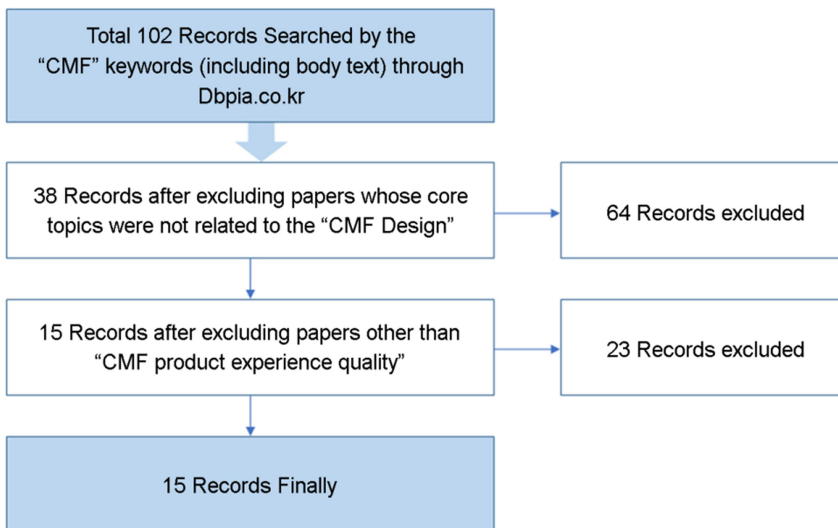 Total 102 Records Searched by the
“CMF” keywords (including body text) through
Dbpia.co.kr
38 Records after excluding papers whose core
topics were not related to the “CMF Design”
64 Records excluded
15 Records after excluding papers other than
“CMF product experience quality”
23 Records excluded
15 Records Finally